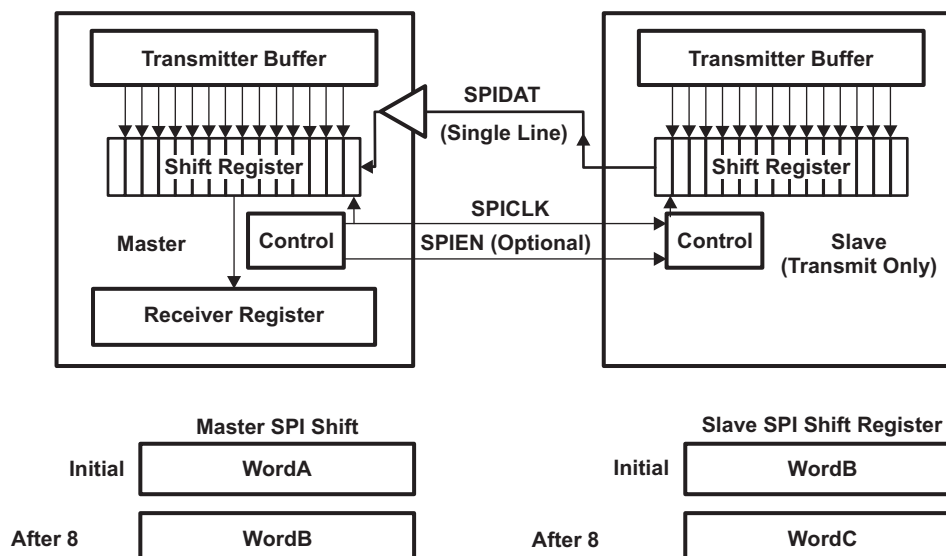 Transmitter Buffer
Shift Register
Master
Control
Receiver Register
SPIDAT
(Single Line)
SPICLK
SPIEN (Optional)
Transmitter Buffer
Shift Register
Control
Slave
(Transmit Only)
Master SPI Shift
Initial
WordA
After 8
WordB
Slave SPI Shift Register
Initial
WordB
After 8
WordC